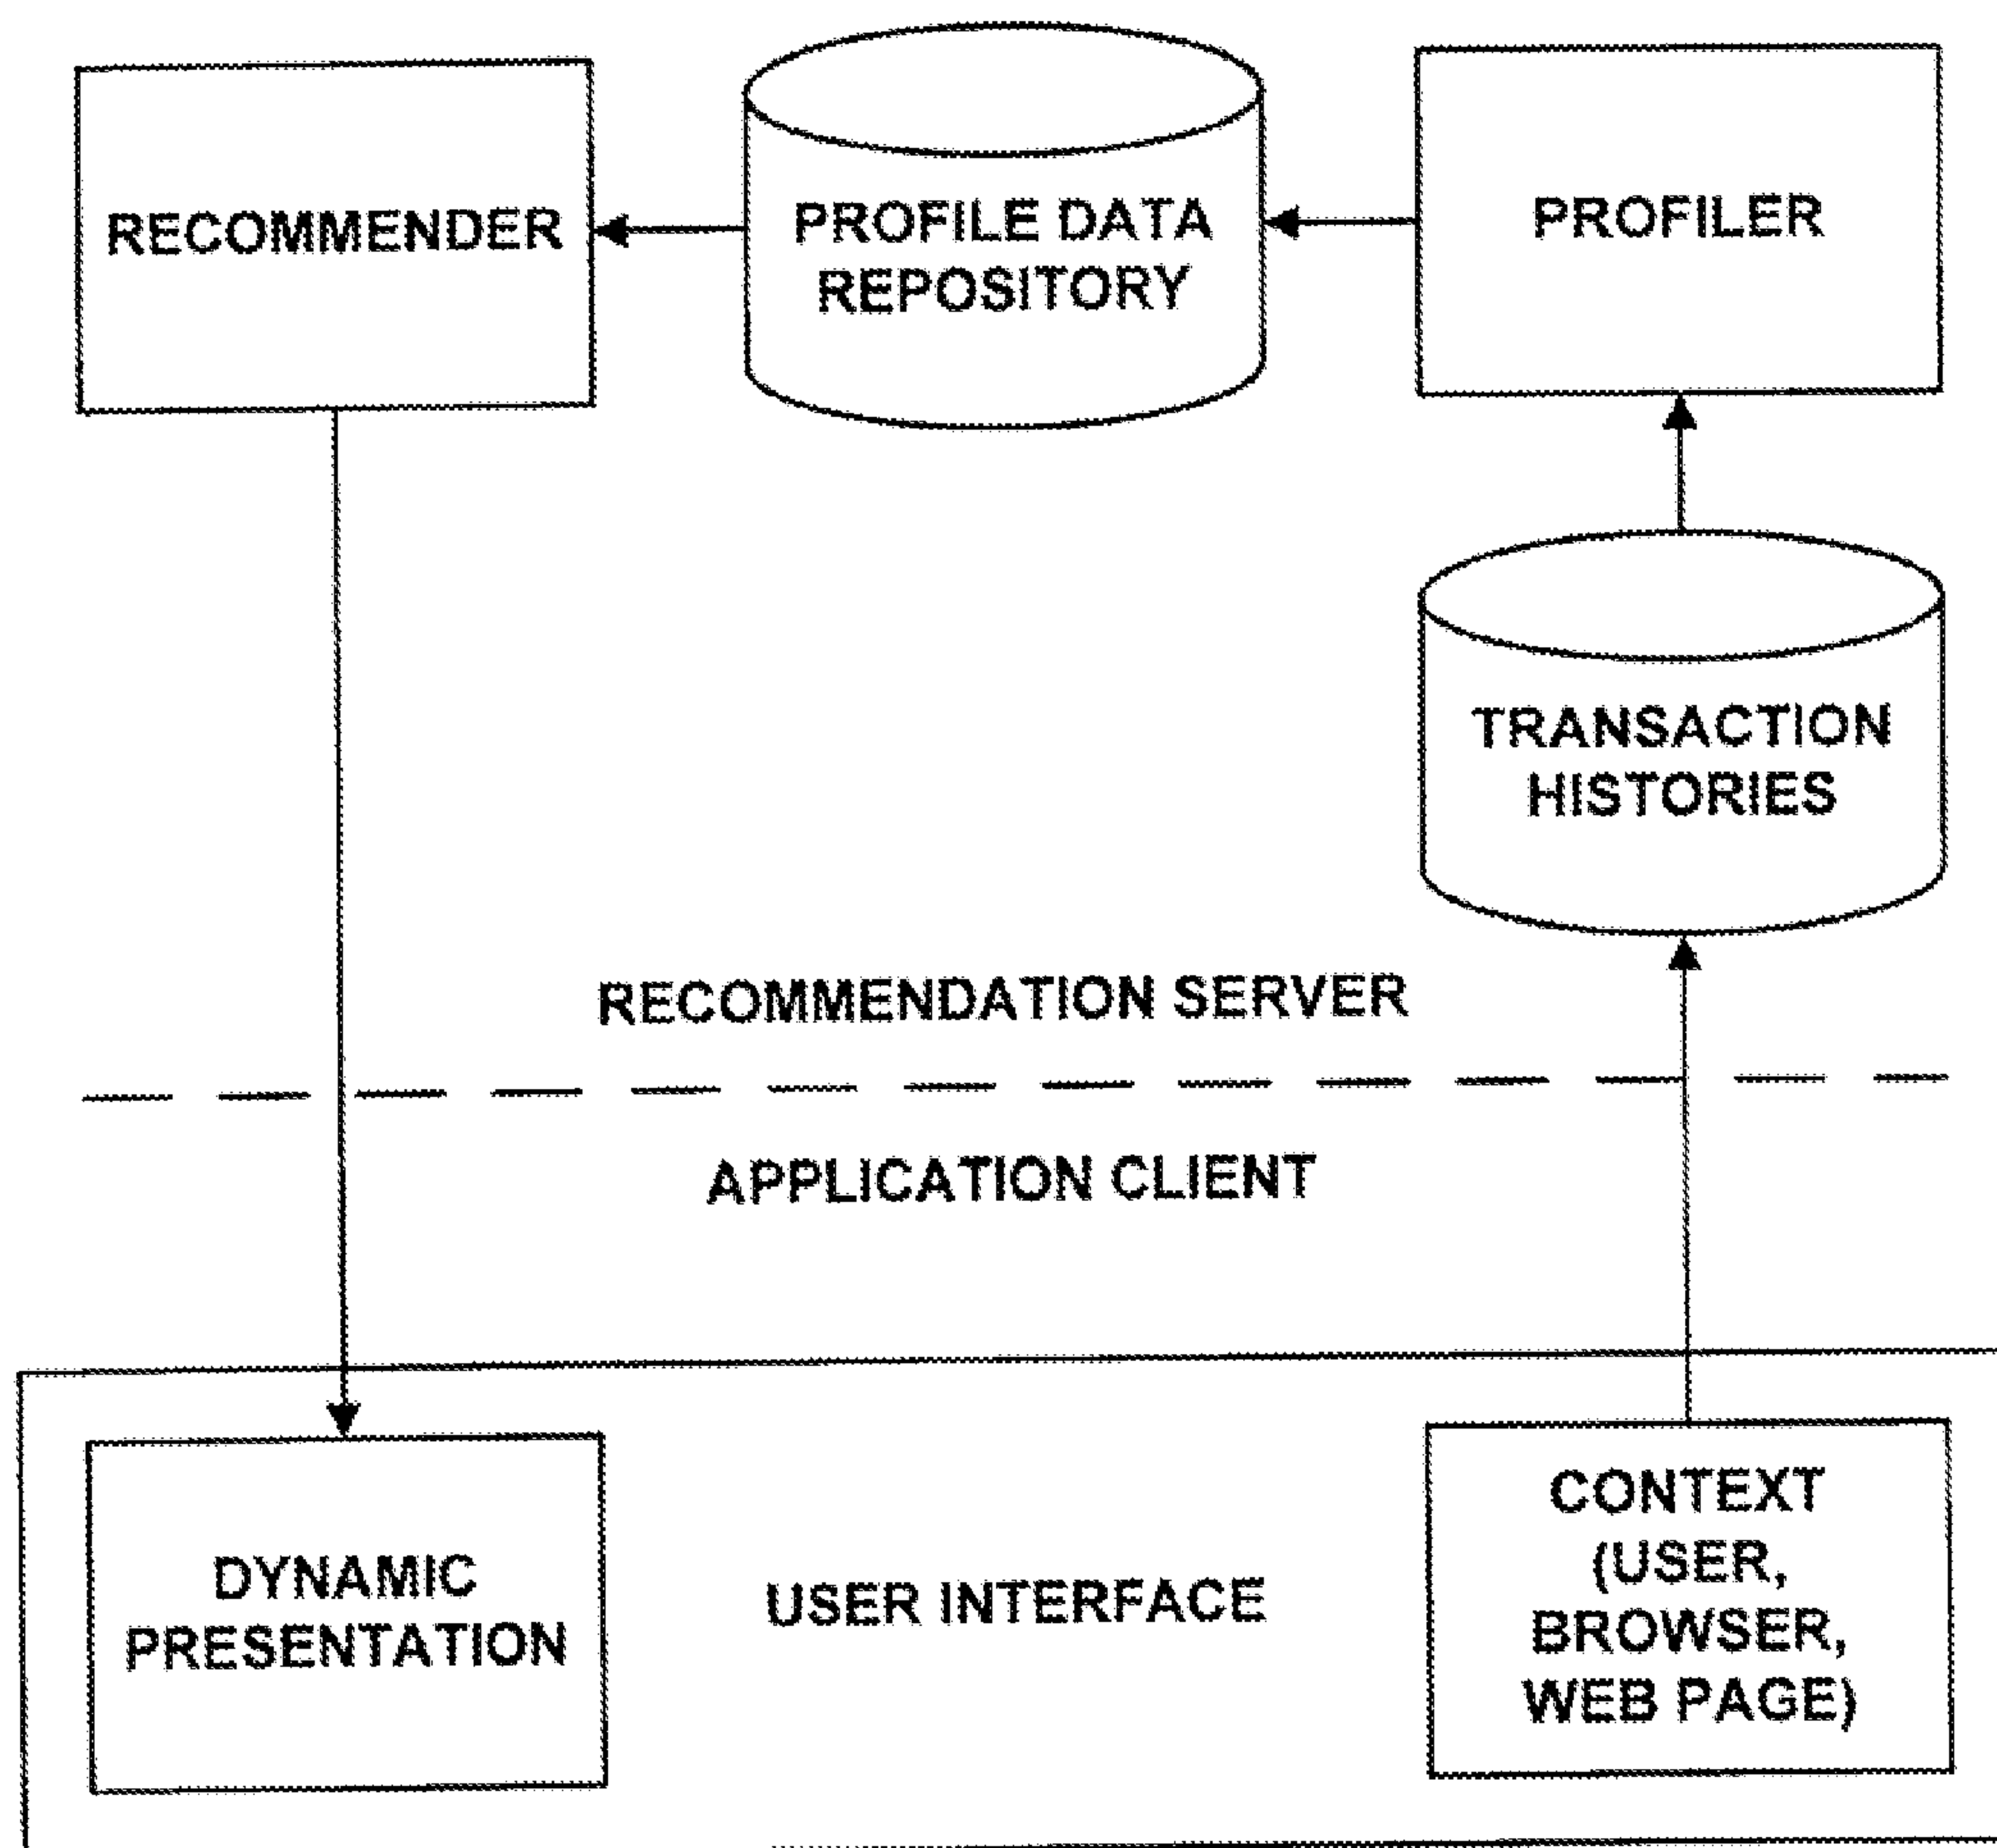 RECOMMENDER
PROFILE DATA
REPOSITORY
PROFILER
TRANSACTION
HISTORIES
RECOMMENDATION SERVER
APPLICATION CLIENT
DYNAMIC
PRESENTATION
USER INTERFACE
CONTEXT
(USER,
BROWSER,
WEB PAGE)